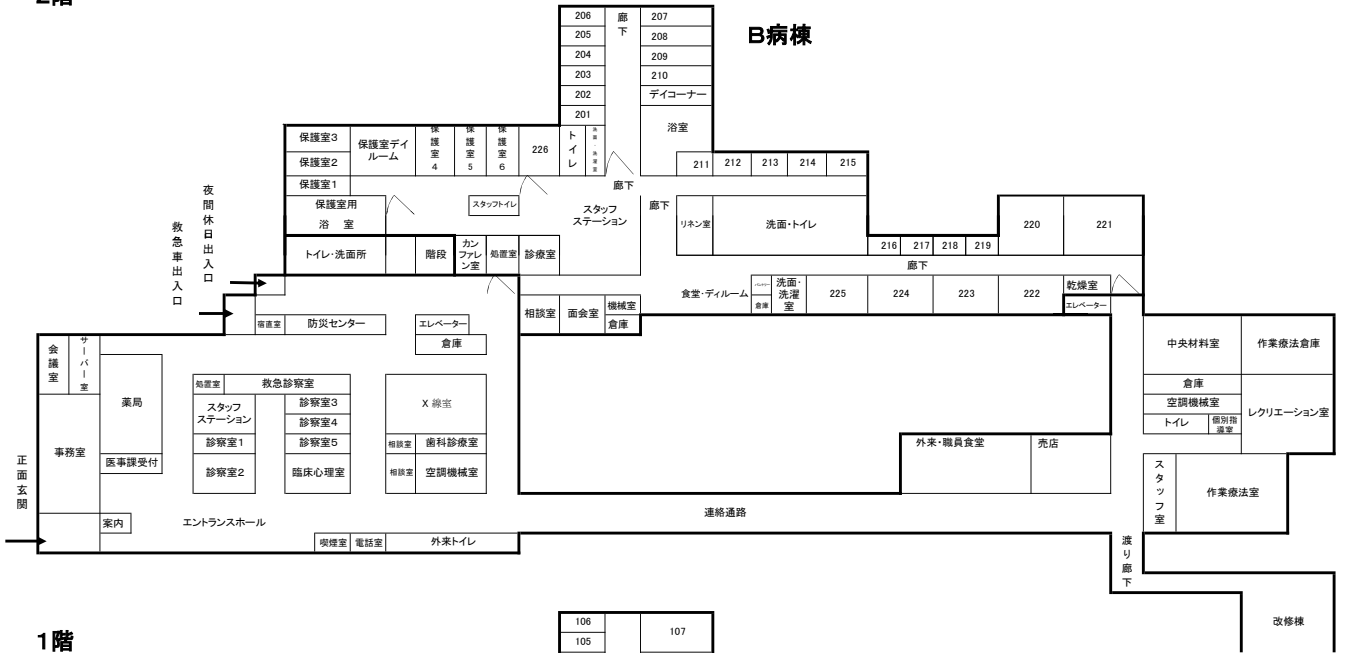 2階
B病棟
206
廊下
207
205
208
204
209
203
210
202
デイコーナー
201
浴室
保護室3
保護室デイルーム
保護室4
保護室5
保護室6
226
トイレ
保護室2
211
212
213
214
215
保護室1
廊下
スタッフトイレ
スタッフ
ステーション
廊下
保護室用
浴 室
リネン室
洗面・トイレ
220
221
216
217
218
219
トイレ・洗面所
階段
カンファレン室
処置室
診療室
廊下
夜間休日出入口
救急車出入口
食堂・ディルーム
倉庫
洗面・洗濯室
225
224
223
222
乾燥室
エレベーター
相談室
面会室
機械室
倉庫
宿直室
防災センター
エレベーター
倉庫
会議室
サーバー室
薬局
処置室
救急診察室
スタッフ
ステーション
診察室3
診察室4
X 線室
診察室1
診察室5
相談室
歯科診療室
事務室
医事課受付
診察室2
臨床心理室
相談室
空調機械室
正面玄関
案内
エントランスホール
喫煙室
電話室
外来トイレ
連絡通路
外来・職員食堂
売店
中央材料室
作業療法倉庫
倉庫
空調機械室
レクリエーション室
トイレ
個別指導室
スタッフ室
作業療法室
渡り廊下
改修棟
1階
106
105
107